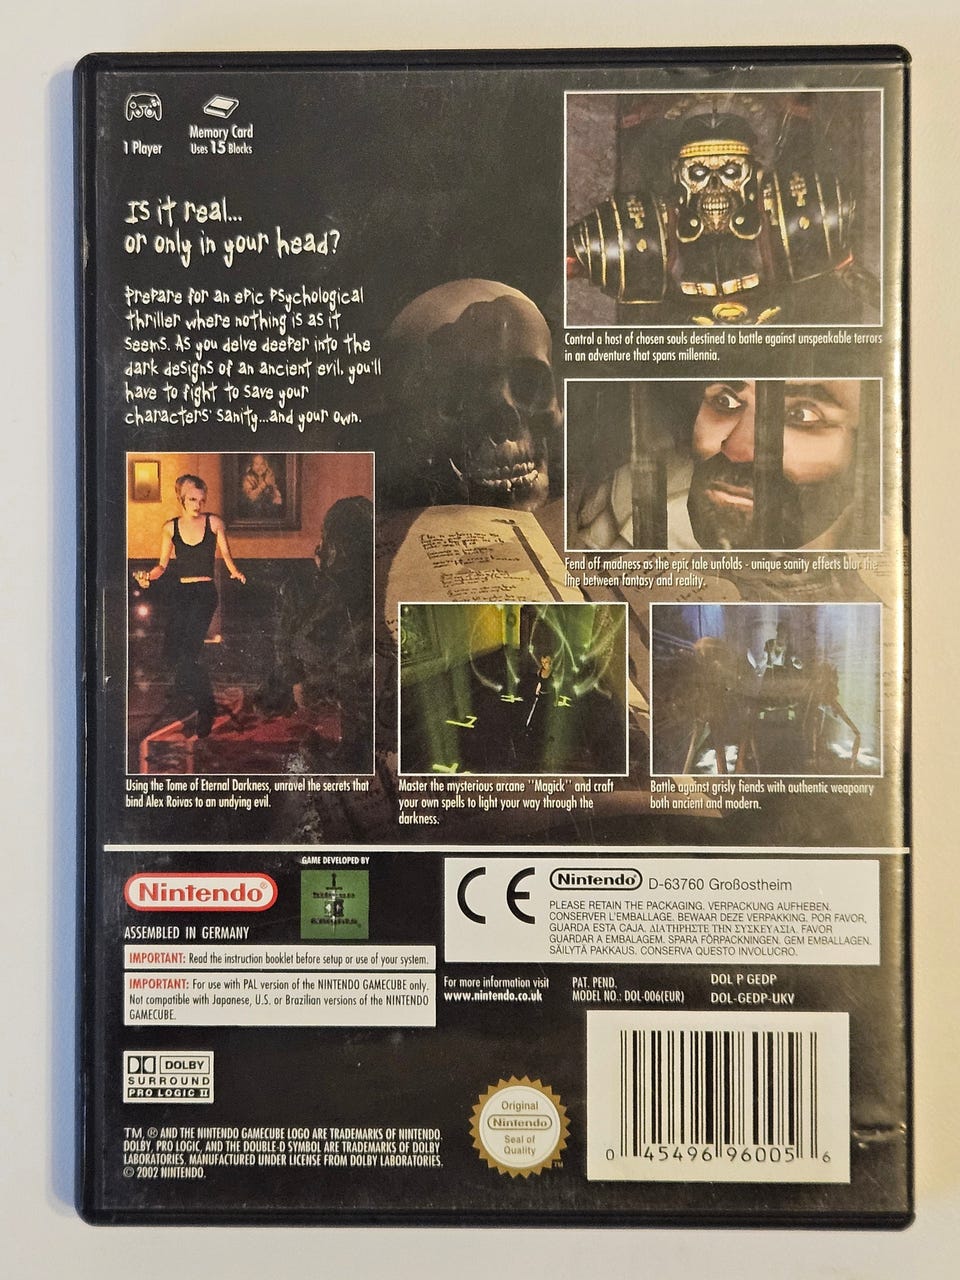 1 Player
Memory Card
Uses 15 Blocks
Is it real...
or only in your head?
Prepare for an epic psychological
thriller where nothing is as it
seems. As you delve deeper into the
dark designs of an ancient evil, you'll
have to fight to save your
characters' sanity...and your own.
Control a host of chosen souls destined to battle against unspeakable terrors
in an adventure that spans millennia.
Fend off madness as the epic tale unfolds - unique sanity effects blur the
line between fantasy and reality.
Using the Tome of Eternal Darkness, unravel the secrets that
bind Alex Roivas to an undying evil.
Master the mysterious arcane "Magick" and craft
your own spells to light your way through the
darkness.
Battle against grisly fiends with authentic weaponry
both ancient and modern.
Nintendo®
ASSEMBLED IN GERMANY
GAME DEVELOPED BY
IMPORTANT: Read the instruction booklet before setup or use of your system.
IMPORTANT: For use with PAL version of the NINTENDO GAMECUBE only.
Not compatible with Japanese, U.S. or Brazilian versions of the NINTENDO
GAMECUBE.
CE
Nintendo® D-63760 Großostheim
PLEASE RETAIN THE PACKAGING. VERPACKUNG AUFHEBEN.
CONSERVER L'EMBALLAGE. BEWAAR DEZE VERPAKKING. POR FAVOR,
GUARDA ESTA CAJA. ΔΙΑΤΗΡΗΣΤΕ ΤΗΝ ΣΥΣΚΕΥΑΣΙΑ. FAVOR
GUARDAR A EMBALAGEM. SPARA FÖRPACKNINGEN. GEM EMBALLAGEN.
SÄILYTÄ PAKKAUS. CONSERVA QUESTO INVOLUCRO.
For more information visit
www.nintendo.co.uk
PAT. PEND.
MODEL NO.: DOL-006(EUR)
DOL P GEDP
DOL-GEDP-UKV
DOLBY
SURROUND
PRO LOGIC II
TM, ® AND THE NINTENDO GAMECUBE LOGO ARE TRADEMARKS OF NINTENDO.
DOLBY, PRO LOGIC, AND THE DOUBLE-D SYMBOL ARE TRADEMARKS OF DOLBY
LABORATORIES. MANUFACTURED UNDER LICENSE FROM DOLBY LABORATORIES.
© 2002 NINTENDO.
Original
Nintendo
Seal of
Quality
TM
0 45496 96005 6